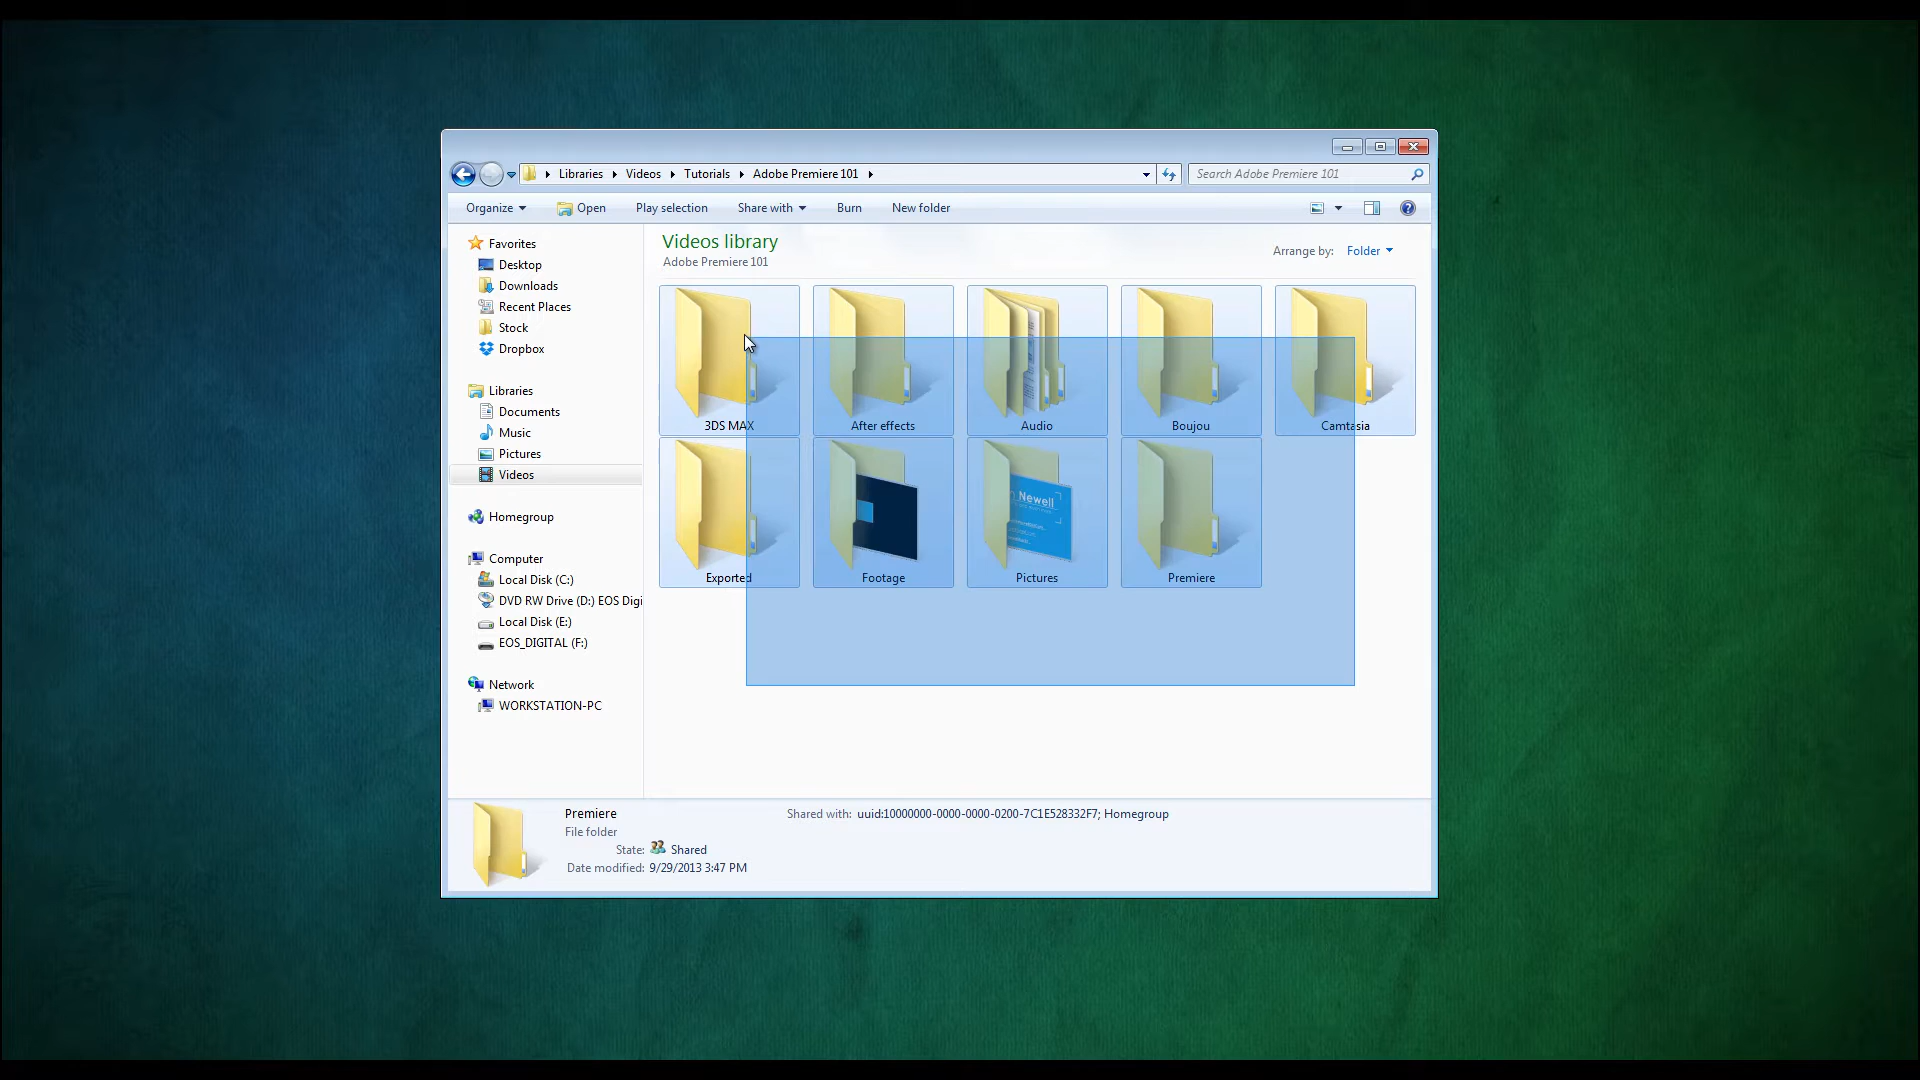 Libraries Videos Tutorials Adobe Premiere 101
Search Adobe Premiere 101
Organize Open Play selection Share with Burn New folder
Favorites
Desktop
Downloads
Recent Places
Stock
Dropbox
Libraries
Documents
Music
Pictures
Videos
Homegroup
Computer
Local Disk (C:)
DVD RW Drive (D:) EOS Digi
Local Disk (E:)
EOS_DIGITAL (F:)
Network
WORKSTATION-PC
Videos library
Adobe Premiere 101
Arrange by: Folder
3DS MAX After effects Audio Boujou Camtasia
Newell
Exported Footage Pictures Premiere
Premiere
File folder
State: Shared
Date modified: 9/29/2013 3:47 PM
Shared with: uuid:10000000-0000-0000-0200-7C1E528332F7; Homegroup